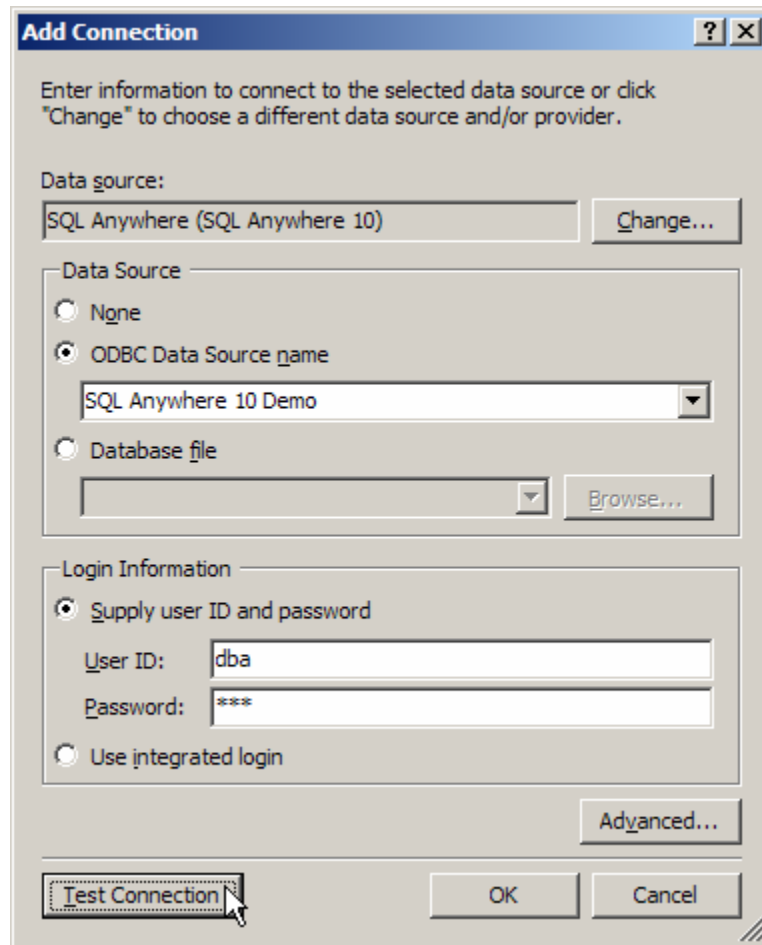 Add Connection
Enter information to connect to the selected data source or click
"Change" to choose a different data source and/or provider.
Data source:
SQL Anywhere (SQL Anywhere 10)
Change...
Data Source
None
ODBC Data Source name
SQL Anywhere 10 Demo
Database file
Browse...
Login Information
Supply user ID and password
User ID: dba
Password: ***
Use integrated login
Advanced...
Test Connection OK Cancel